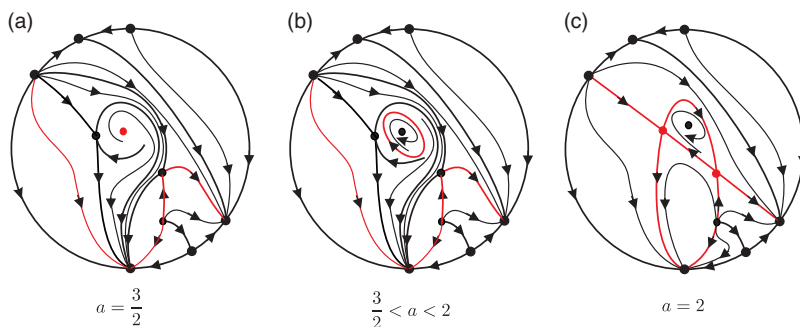 (a) (b) (c)
a = 3/2 3/2 < a < 2 a = 2